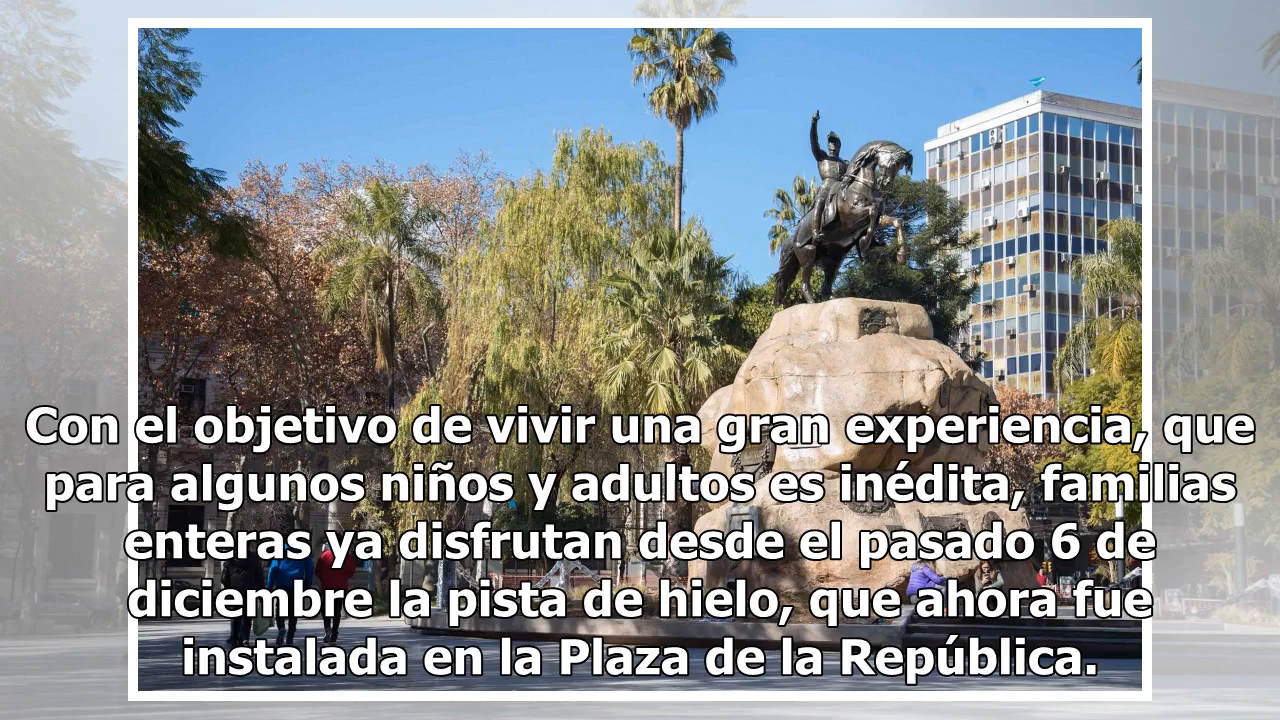 Con el objetivo de vivir una gran experiencia, que
para algunos niños y adultos es inédita, familias
enteras ya disfrutan desde el pasado 6 de
diciembre la pista de hielo, que ahora fue
instalada en la Plaza de la República.